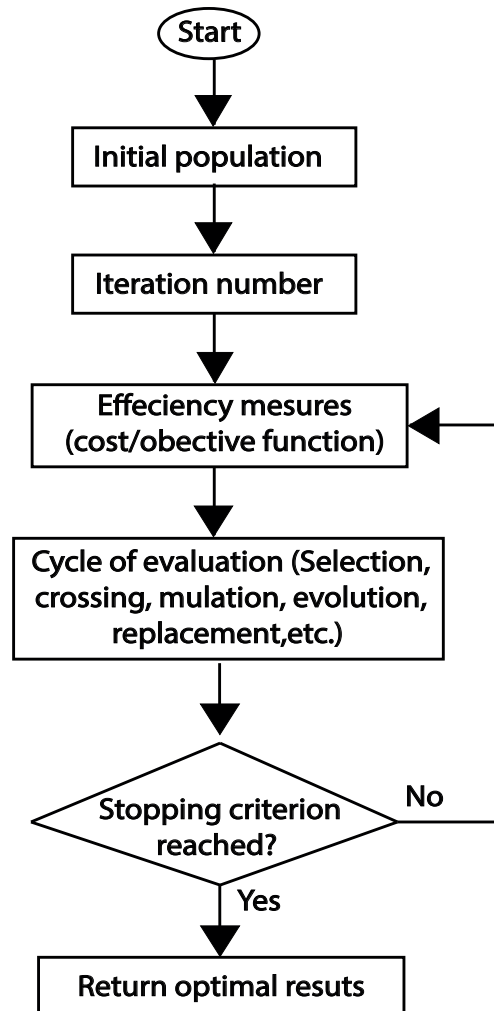 Start
Initial population
Iteration number
Effeciency mesures
(cost/obective function)
Cycle of evaluation (Selection,
crossing, mulation, evolution,
replacement,etc.)
Stopping criterion
reached?
No
Yes
Return optimal resuts